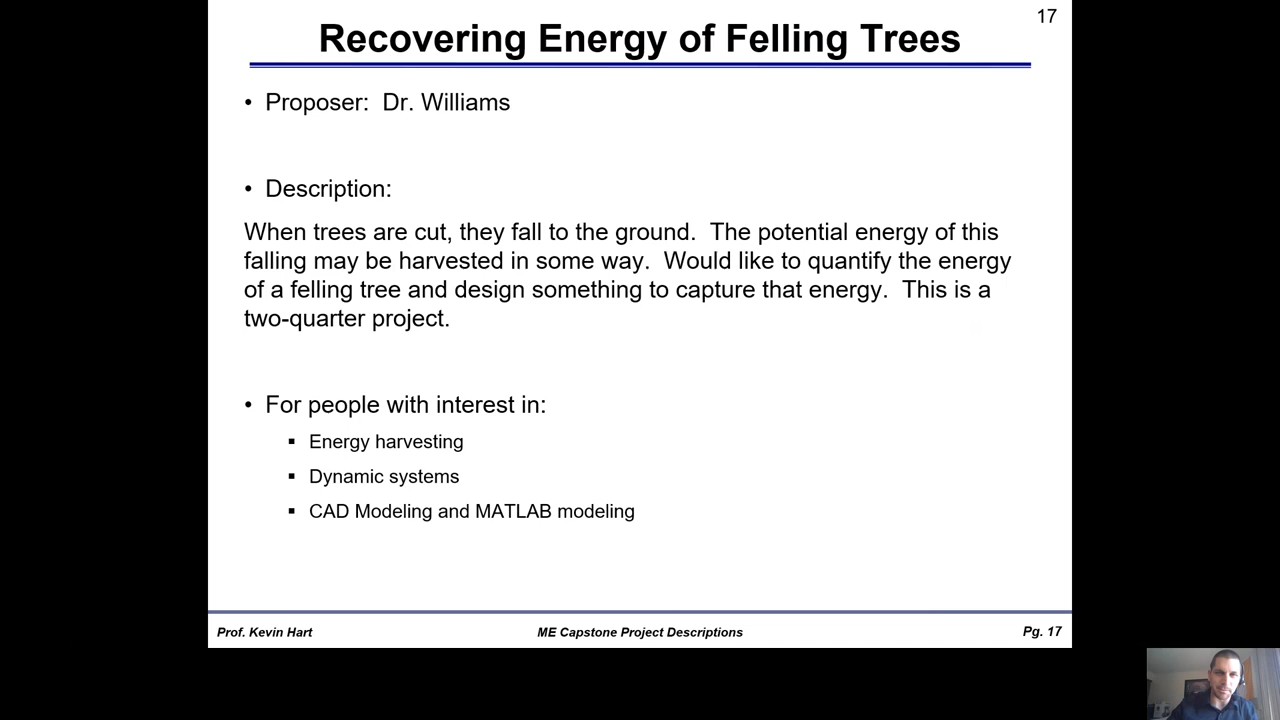 17
Recovering Energy of Felling Trees
• Proposer: Dr. Williams
• Description:
When trees are cut, they fall to the ground. The potential energy of this
falling may be harvested in some way. Would like to quantify the energy
of a felling tree and design something to capture that energy. This is a
two-quarter project.
• For people with interest in:
▪ Energy harvesting
▪ Dynamic systems
▪ CAD Modeling and MATLAB modeling
Prof. Kevin Hart ME Capstone Project Descriptions Pg. 17